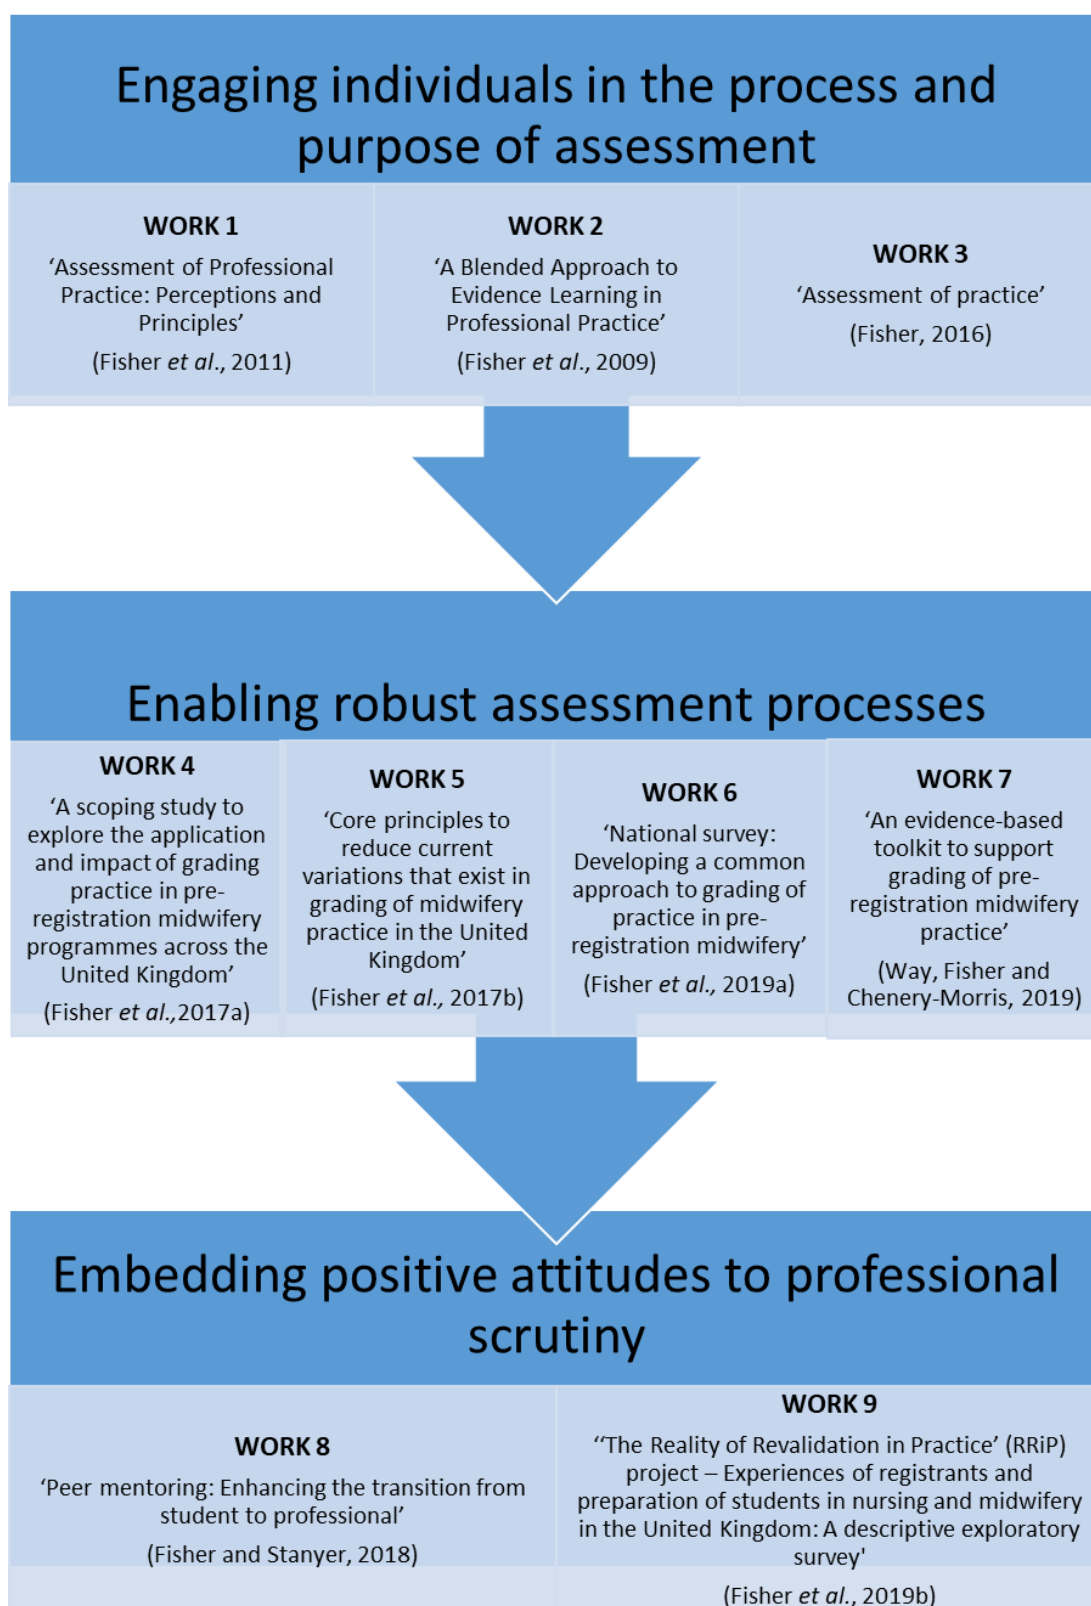 Engaging individuals in the process and
purpose of assessment
WORK 1
‘Assessment of Professional
Practice: Perceptions and
Principles’
(Fisher et al., 2011)
WORK 2
‘A Blended Approach to
Evidence Learning in
Professional Practice’
(Fisher et al., 2009)
WORK 3
‘Assessment of practice’
(Fisher, 2016)
Enabling robust assessment processes
WORK 4
‘A scoping study to
explore the application
and impact of grading
practice in pre-
registration midwifery
programmes across the
United Kingdom’
(Fisher et al.,2017a)
WORK 5
‘Core principles to
reduce current
variations that exist in
grading of midwifery
practice in the United
Kingdom’
(Fisher et al., 2017b)
WORK 6
‘National survey:
Developing a common
approach to grading of
practice in pre-
registration midwifery’
(Fisher et al., 2019a)
WORK 7
‘An evidence-based
toolkit to support
grading of pre-
registration midwifery
practice’
(Way, Fisher and
Chenery-Morris, 2019)
Embedding positive attitudes to professional
scrutiny
WORK 8
‘Peer mentoring: Enhancing the transition from
student to professional’
(Fisher and Stanyer, 2018)
WORK 9
‘‘The Reality of Revalidation in Practice’ (RRiP)
project – Experiences of registrants and
preparation of students in nursing and midwifery
in the United Kingdom: A descriptive exploratory
survey'
(Fisher et al., 2019b)